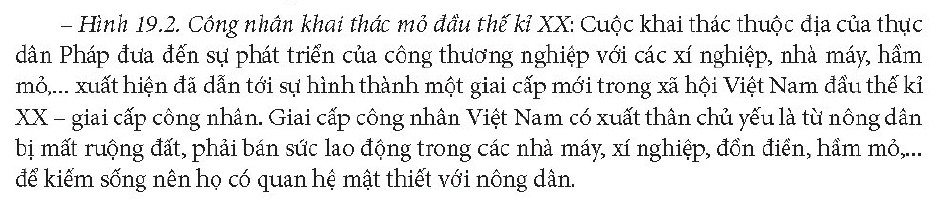 – Hình 19.2. Công nhân khai thác mỏ đầu thế kỉ XX: Cuộc khai thác thuộc địa của thực
dân Pháp đưa đến sự phát triển của công thương nghiệp với các xí nghiệp, nhà máy, hầm
mỏ,... xuất hiện đã dẫn tới sự hình thành một giai cấp mới trong xã hội Việt Nam đầu thế kỉ
XX – giai cấp công nhân. Giai cấp công nhân Việt Nam có xuất thân chủ yếu là từ nông dân
bị mất ruộng đất, phải bán sức lao động trong các nhà máy, xí nghiệp, đồn điền, hầm mỏ,...
để kiếm sống nên họ có quan hệ mật thiết với nông dân.